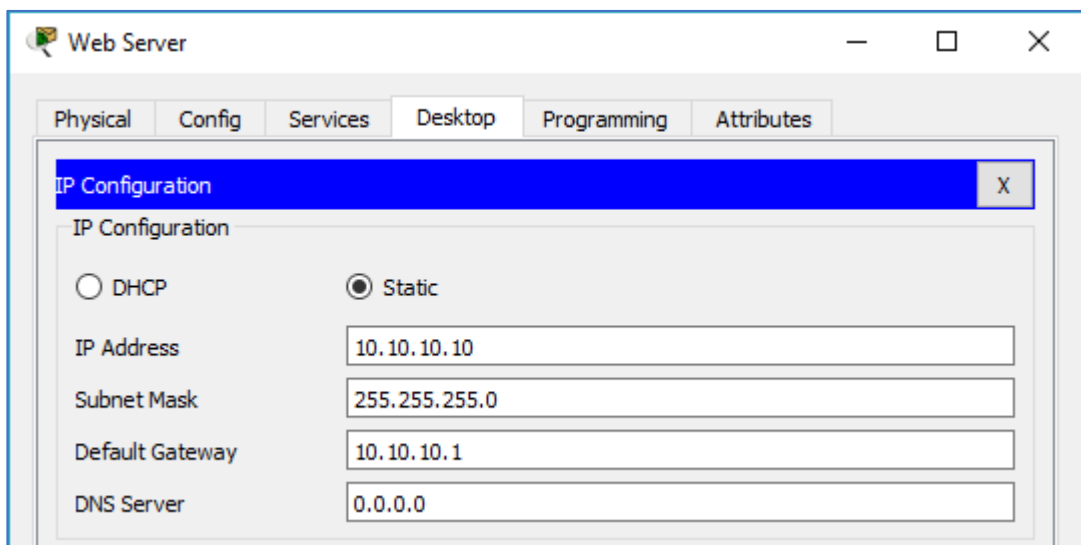 Web Server
Physical Config Services Desktop Programming Attributes
IP Configuration X
IP Configuration
DHCP Static
IP Address 10.10.10.10
Subnet Mask 255.255.255.0
Default Gateway 10.10.10.1
DNS Server 0.0.0.0